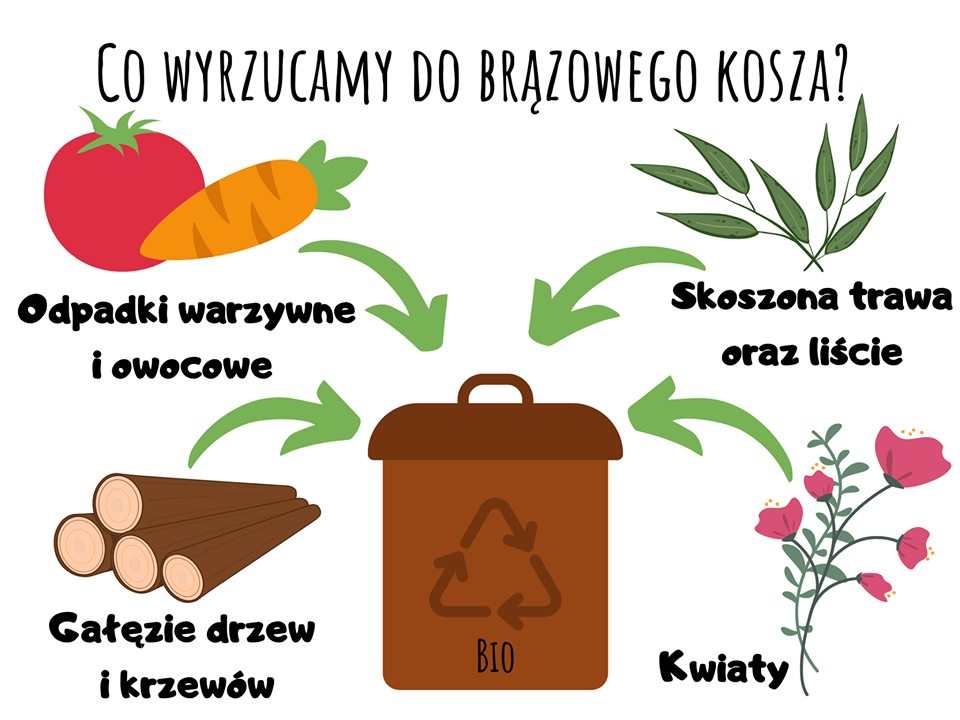 Co wyrzucamy do brązowego kosza?
Odpadki warzywne
i owocowe
Skoszona trawa
oraz liście
Gałęzie drzew
i krzewów
Bio
Kwiaty